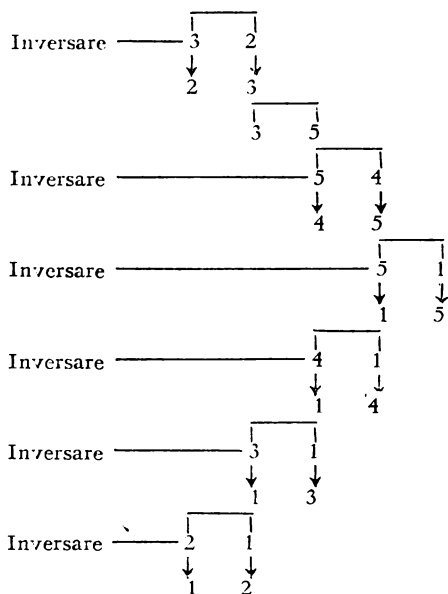 Inversare 3 2
2 3
3 5
Inversare 5 4
4 5
Inversare 5 1
1 5
Inversare 4 1
1 4
Inversare 3 1
1 3
Inversare 2 1
1 2